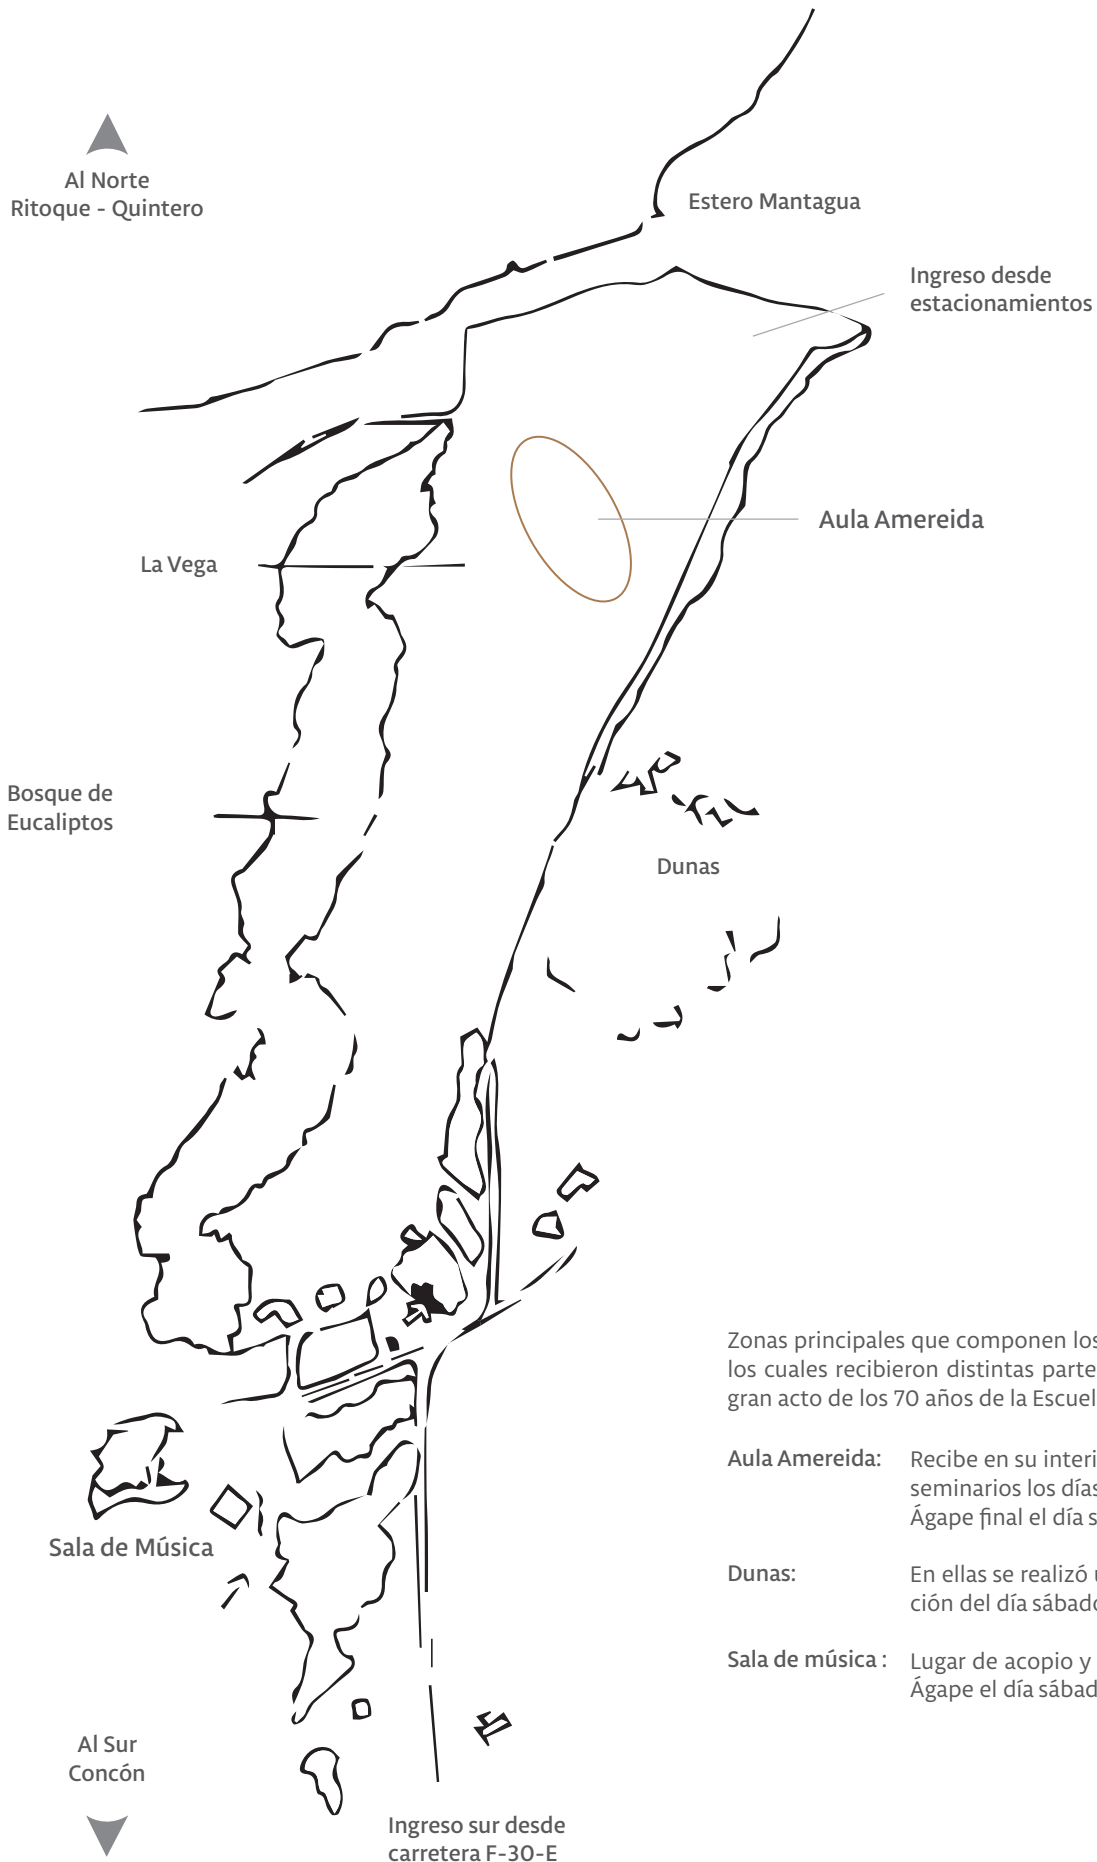 Al Norte
Ritoque - Quintero
Estero Mantagua
Ingreso desde
estacionamientos
Aula Amereida
La Vega
Bosque de
Eucaliptos
Dunas
Zonas principales que componen los
los cuales recibieron distintas parte
gran acto de los 70 años de la Escuel
Aula Amereida: Recibe en su interi
seminarios los días
Ágape final el día s
Dunas: En ellas se realizó
ción del día sábado
Sala de música : Lugar de acopio y
Ágape el día sábad
Sala de Música
Al Sur
Concón
Ingreso sur desde
carretera F-30-E